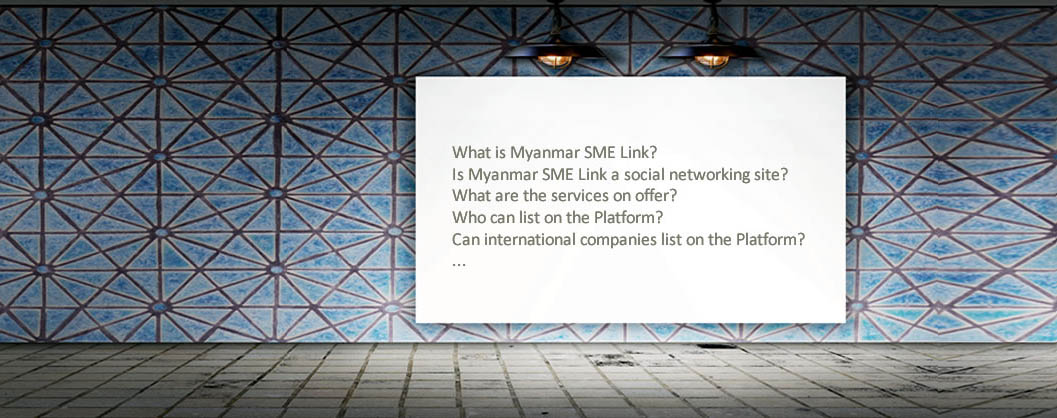 What is Myanmar SME Link?
Is Myanmar SME Link a social networking site?
What are the services on offer?
Who can list on the Platform?
Can international companies list on the Platform?
...